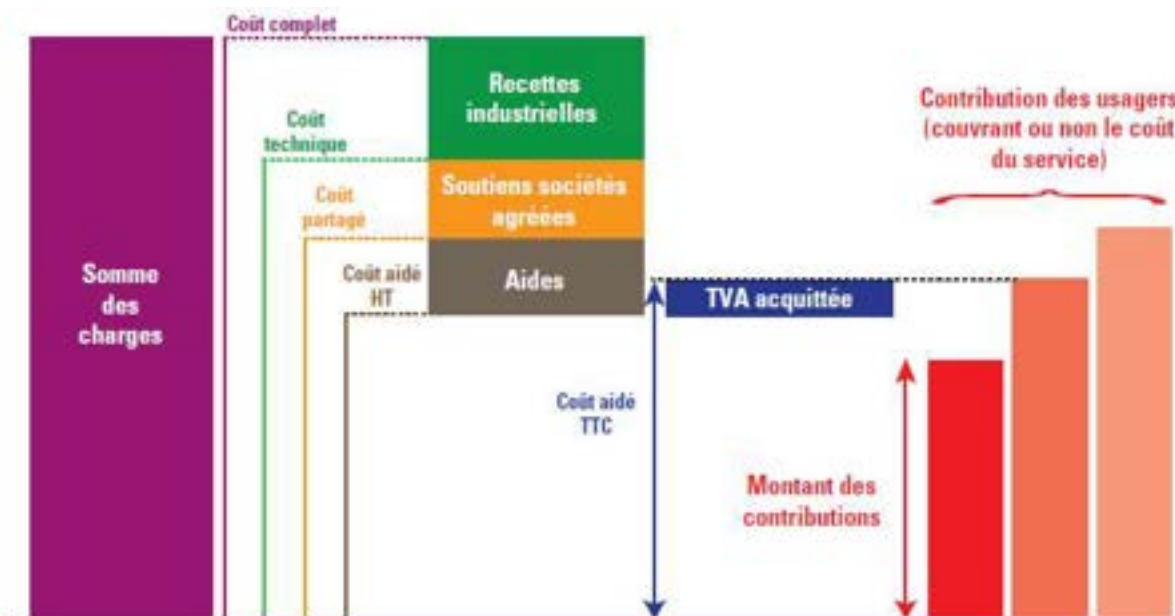 Coût complet
Recettes
industrielles
Coût
technique
Contribution des usagers
(couvrant ou non le coût
du service)
Soutiens sociétés
agréées
Coût
partagé
Somme
des
charges
Coût aidé
HT
Aides
TVA acquittée
Coût aidé
TTC
Montant des
contributions